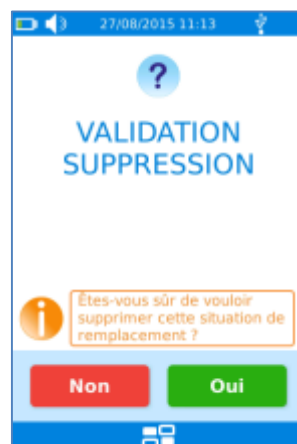 27/08/2015 11:13
?
VALIDATION
SUPPRESSION
i
Êtes-vous sûr de vouloir
supprimer cette situation de
remplacement ?
Non
Oui